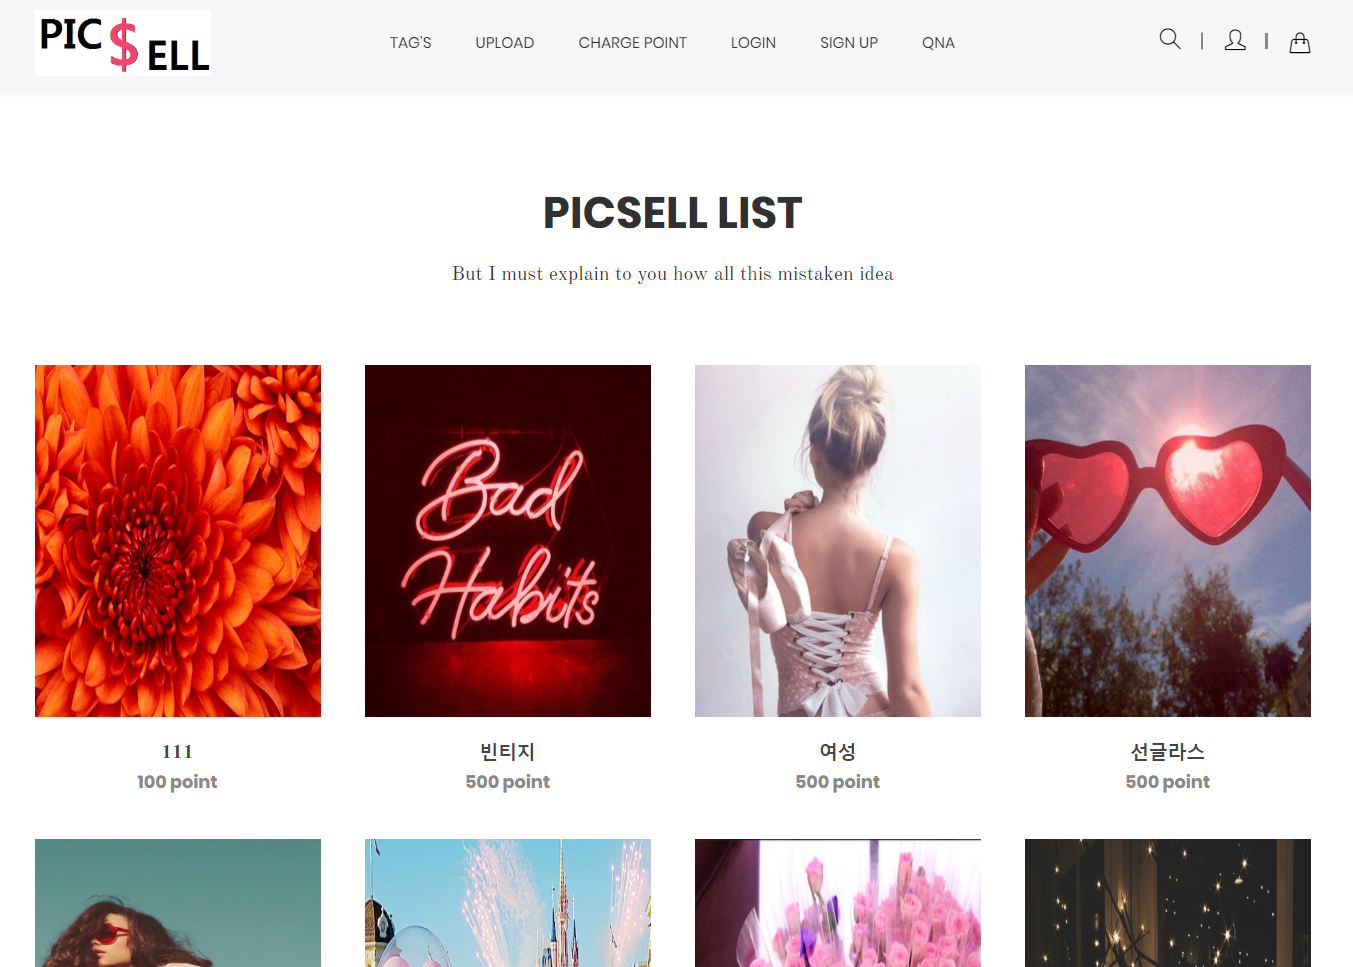 PIC$ELL
TAG'S UPLOAD CHARGE POINT LOGIN SIGN UP QNA
PICSELL LIST
But I must explain to you how all this mistaken idea
Bad
Habits
111 빈티지 여성 선글라스
100 point 500 point 500 point 500 point